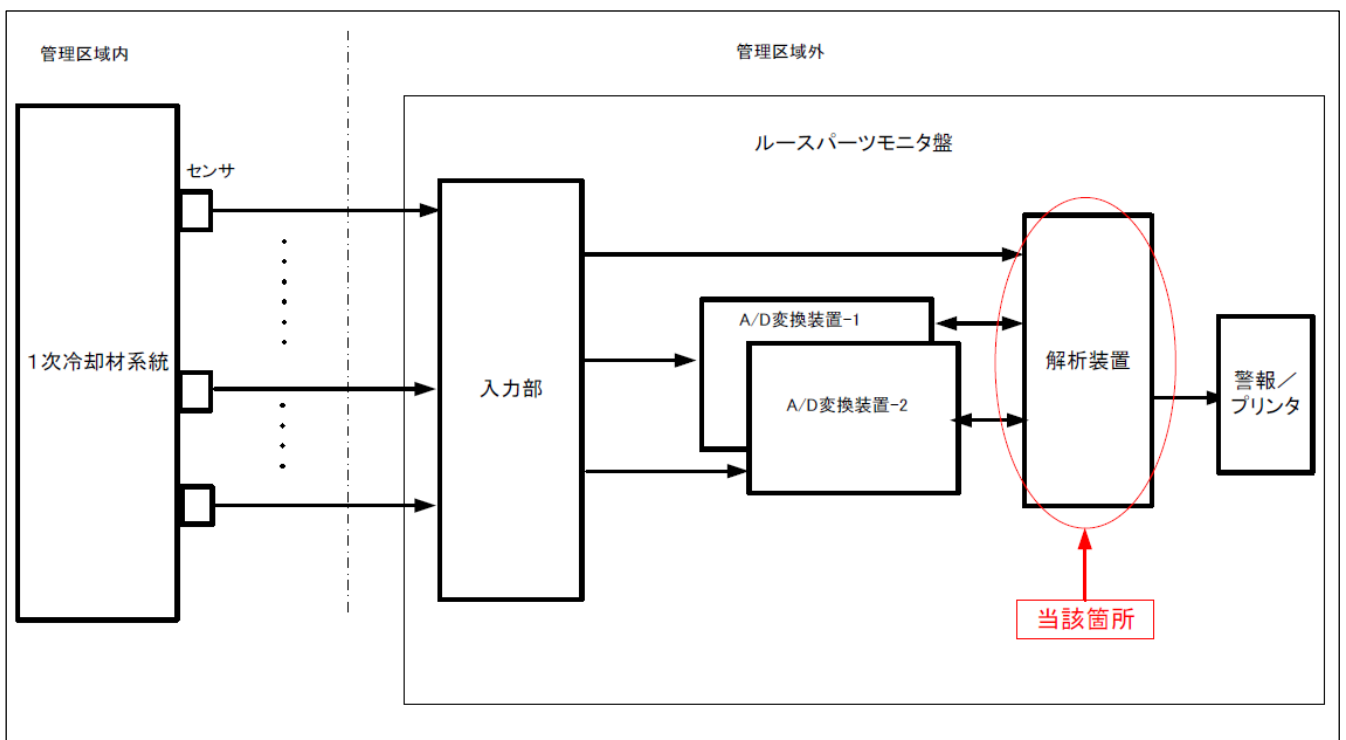 管理区域内
管理区域外
ルースパーツモニタ盤
センサ
A/D変換装置-1
1次冷却材系統
入力部
解析装置
警報／
プリンタ
A/D変換装置-2
当該箇所